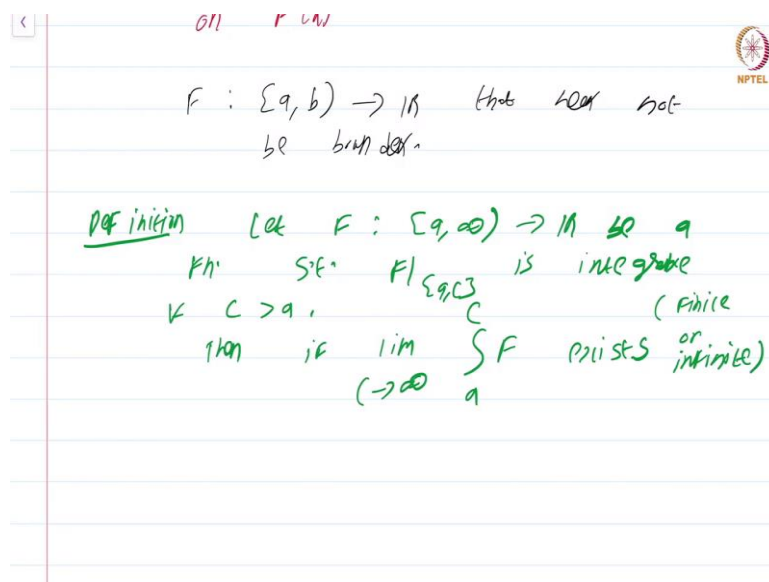 on
NPTEL
F : [a, b) → ℝ that need not
be bounded.
Definition Let F : [a, ∞) → ℝ be a
Fn. s.t. F|[a,c] is integrable
∀ c > a.
Then if lim c→∞ ∫ₐᶜ F exists (finite or infinite)